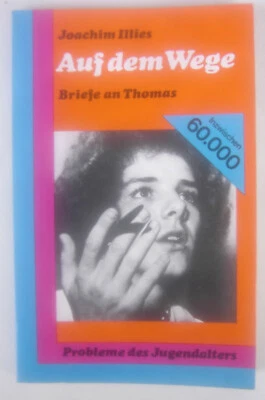 Joachim Illies
Auf dem Wege
Briefe an Thomas
Inzwischen
60.000
Probleme des Jugendalters